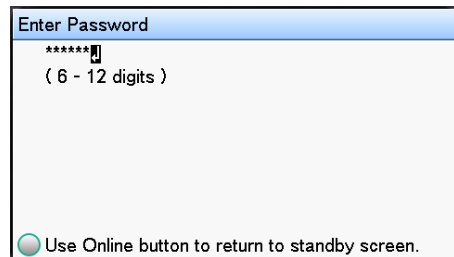 Enter Password
******↲
( 6 - 12 digits )
Use Online button to return to standby screen.